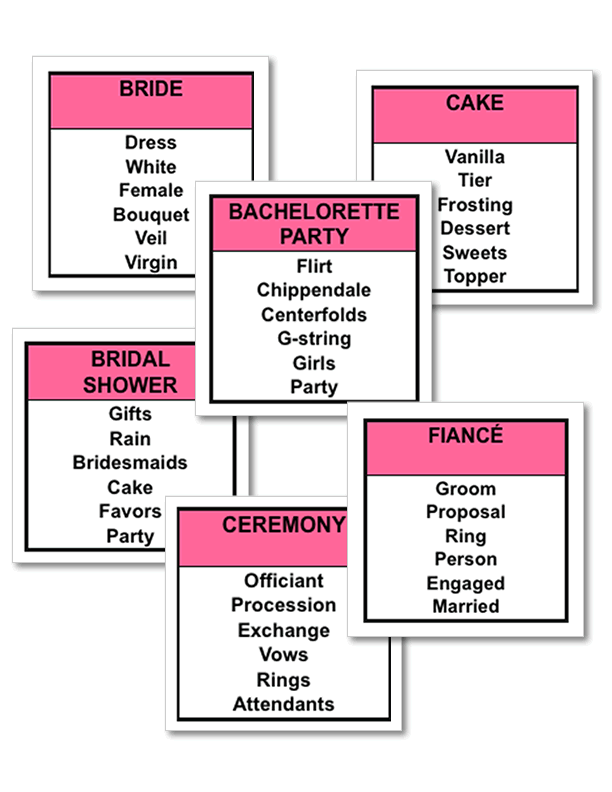 BRIDE
Dress
White
Female
Bouquet
Veil
Virgin
CAKE
Vanilla
Tier
Frosting
Dessert
Sweets
Topper
BACHELORETTE
PARTY
Flirt
Chippendale
Centerfolds
G-string
Girls
Party
BRIDAL
SHOWER
Gifts
Rain
Bridesmaids
Cake
Favors
Party
FIANCÉ
Groom
Proposal
Ring
Person
Engaged
Married
CEREMONY
Officiant
Procession
Exchange
Vows
Rings
Attendants